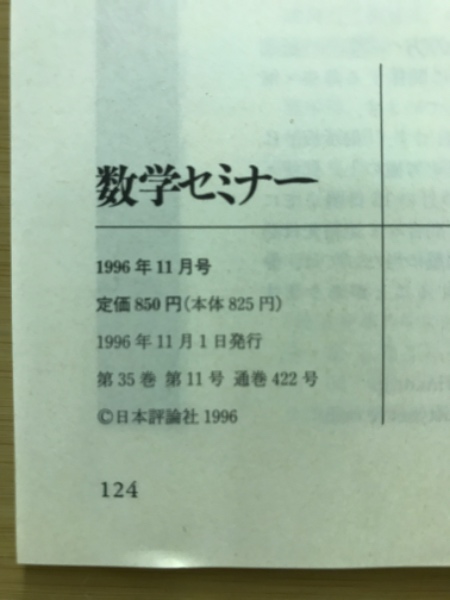 数学セミナー
1996年11月号
定価850円(本体825円)
1996年11月1日発行
第35巻 第11号 通巻422号
©日本評論社 1996
124